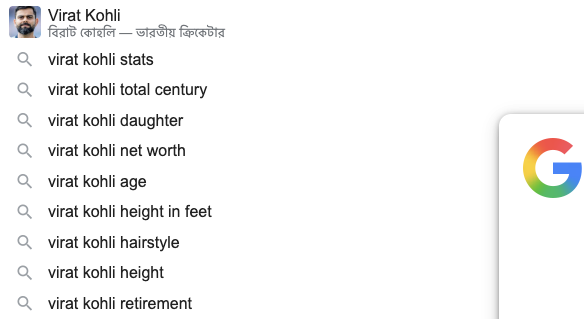 Virat Kohli
বিরাট কোহলি — ভারতীয় ক্রিকেটার
virat kohli stats
virat kohli total century
virat kohli daughter
virat kohli net worth
virat kohli age
virat kohli height in feet
virat kohli hairstyle
virat kohli height
virat kohli retirement